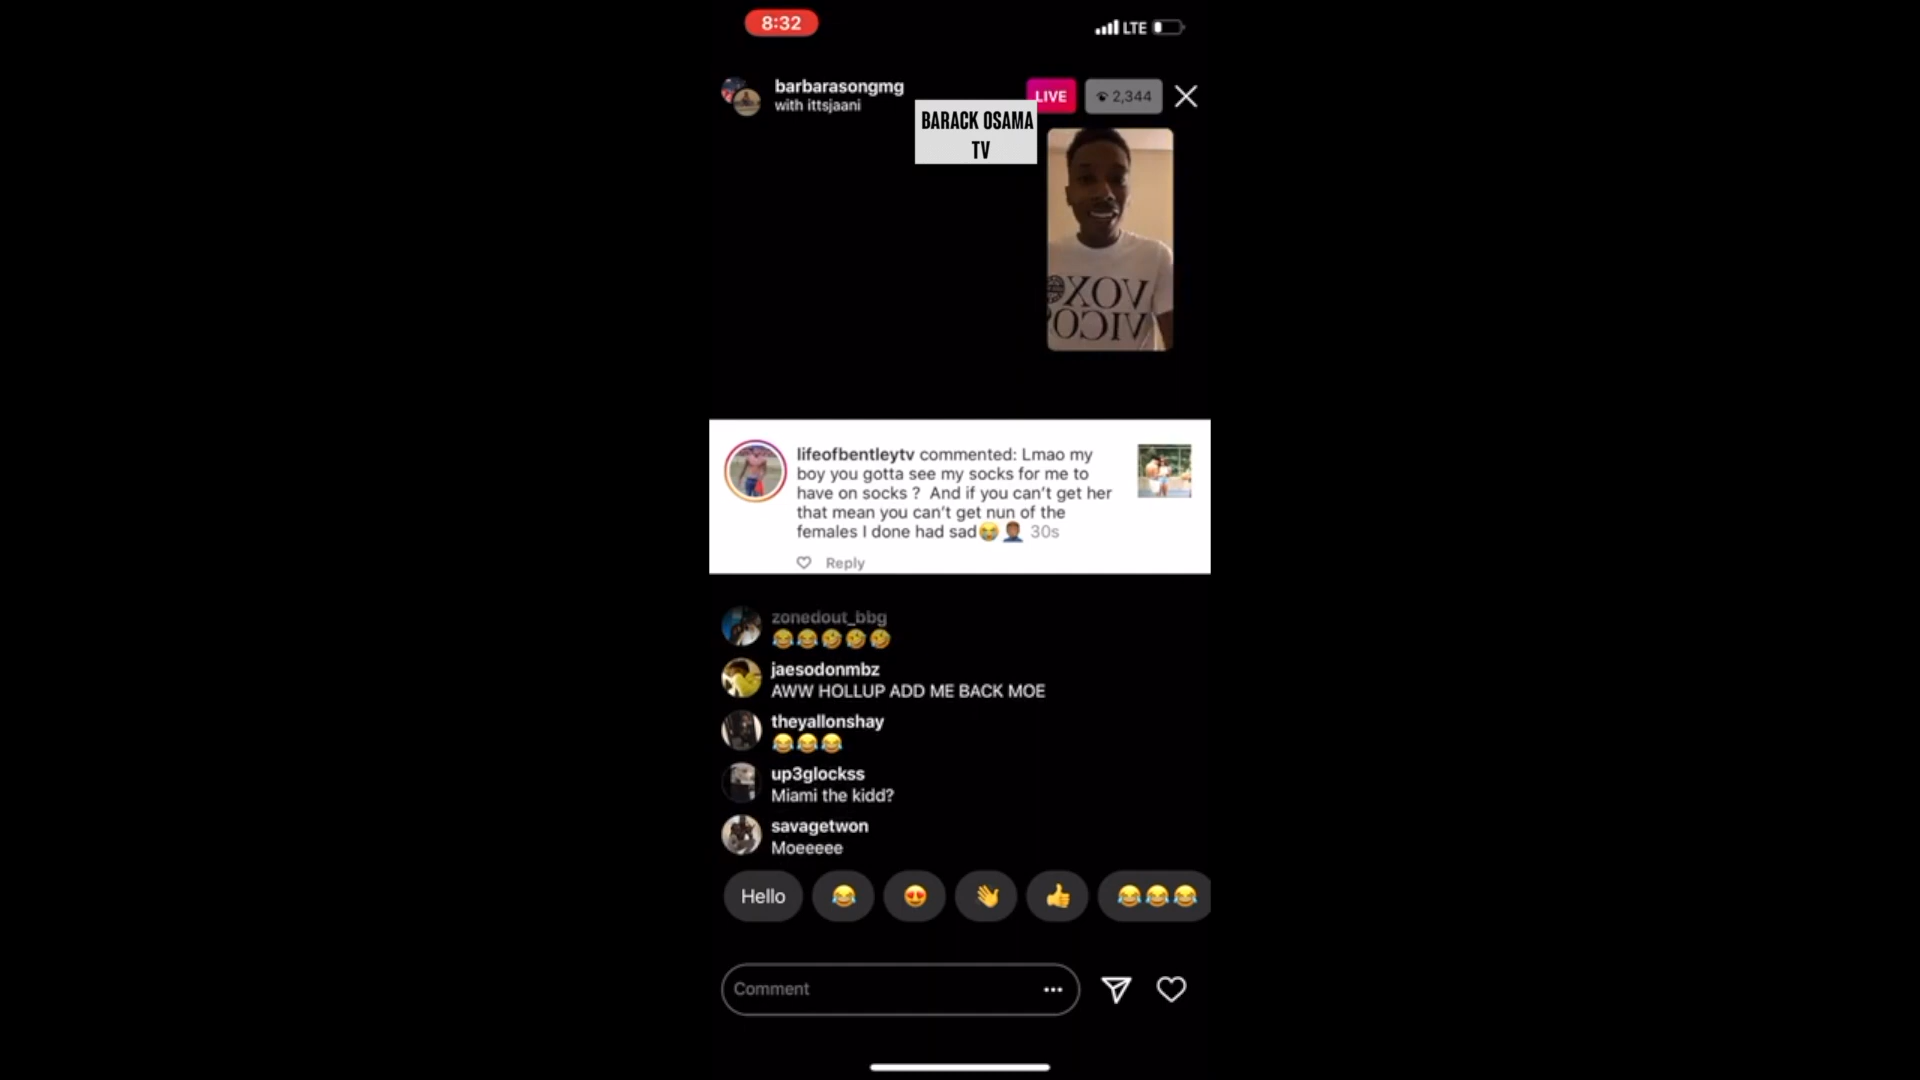 8:32
LTE
barbarasongmg
with ittsjaani
LIVE
2,344
BARACK OSAMA
TV
VOX
VICO
lifeofbentleytv commented: Lmao my
boy you gotta see my socks for me to
have on socks ? And if you can't get her
that mean you can't get nun of the
females I done had sad😭🤦🏾‍♂️ 30s
Reply
zonedout_bbg
😂😂🤣🤣🤣
jaesodonmbz
AWW HOLLUP ADD ME BACK MOE
theyallonshay
😂😂😂
up3glockss
Miami the kidd?
savagetwon
Moeeeee
Hello 😂 😍 👋 👍 😂😂😂
Comment